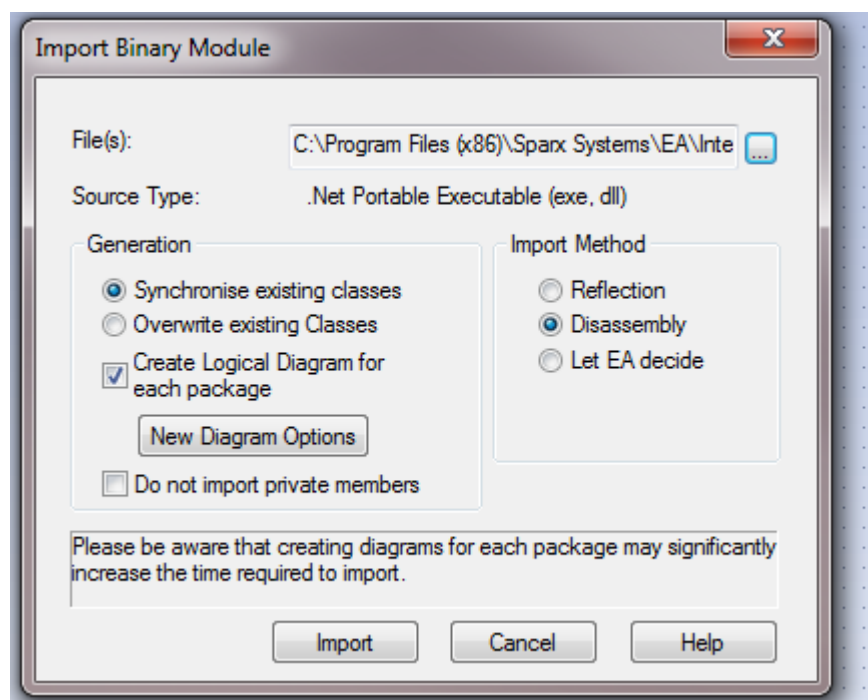 Import Binary Module
File(s):
C:\Program Files (x86)\Sparx Systems\EA\Inte
...
Source Type:
.Net Portable Executable (exe, dll)
Generation
Synchronise existing classes
Overwrite existing Classes
Create Logical Diagram for
each package
New Diagram Options
Do not import private members
Import Method
Reflection
Disassembly
Let EA decide
Please be aware that creating diagrams for each package may significantly
increase the time required to import.
Import
Cancel
Help